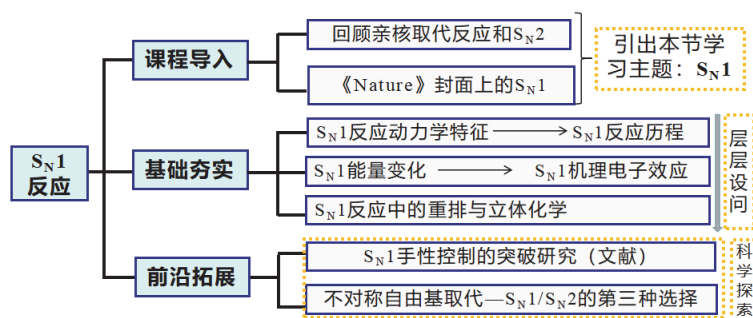 回顾亲核取代反应和SN2
课程导入
《Nature》封面上的SN1
引出本节学
习主题：SN1
SN1反应动力学特征 ⟶ SN1反应历程
SN1
反应
基础夯实
SN1能量变化 ⟶ SN1机理电子效应
SN1反应中的重排与立体化学
层
层
设
问
前沿拓展
SN1手性控制的突破研究（文献）
不对称自由基取代—SN1/SN2的第三种选择
科
学
探
索